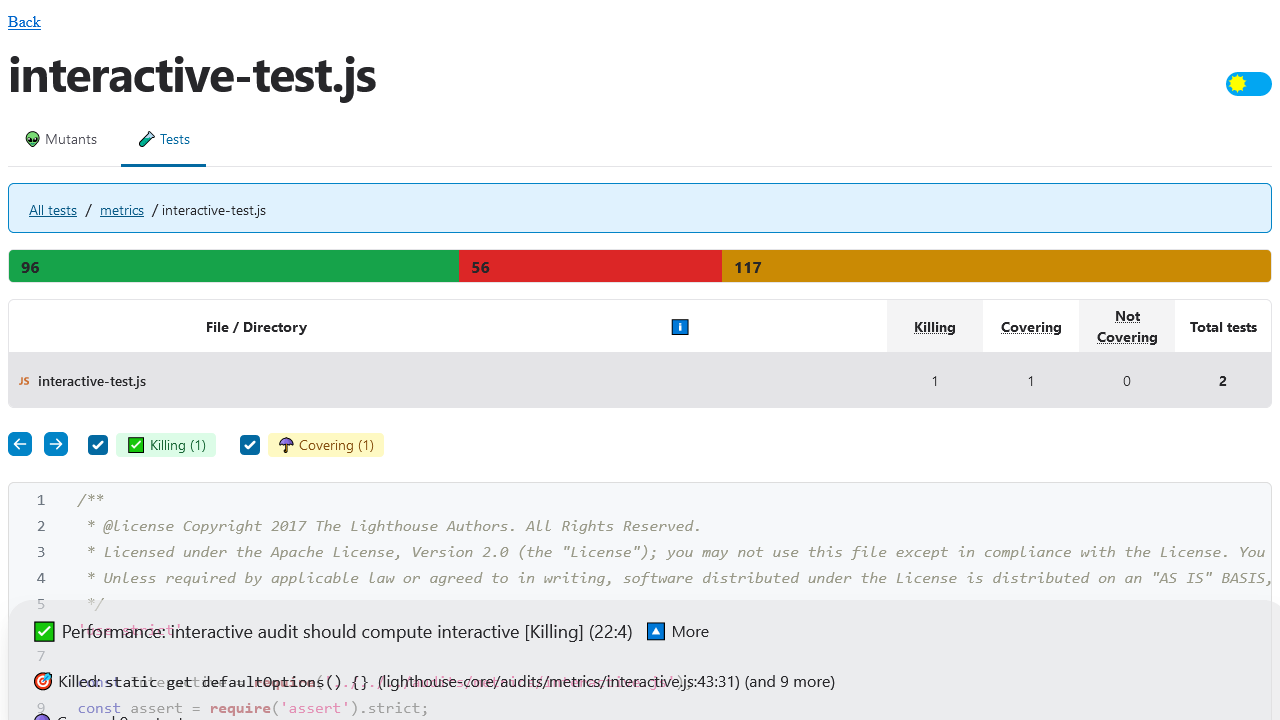 Back
interactive-test.js
Mutants Tests
All tests / metrics / interactive-test.js
96 56 117
File / Directory Killing Covering Not Covering Total tests
JS interactive-test.js 1 1 0 2
Killing (1) Covering (1)
1 /**
2 * @license Copyright 2017 The Lighthouse Authors. All Rights Reserved.
3 * Licensed under the Apache License, Version 2.0 (the "License"); you may not use this file except in compliance with the License. You
4 * Unless required by applicable law or agreed to in writing, software distributed under the License is distributed on an "AS IS" BASIS,
5 */
Performance: interactive audit should compute interactive [Killing] (22:4) More
7
Killed: static get defaultOptions() {} (lighthouse-core/audits/metrics/interactive.js:43:31) (and 9 more)
9 const assert = require('assert').strict;